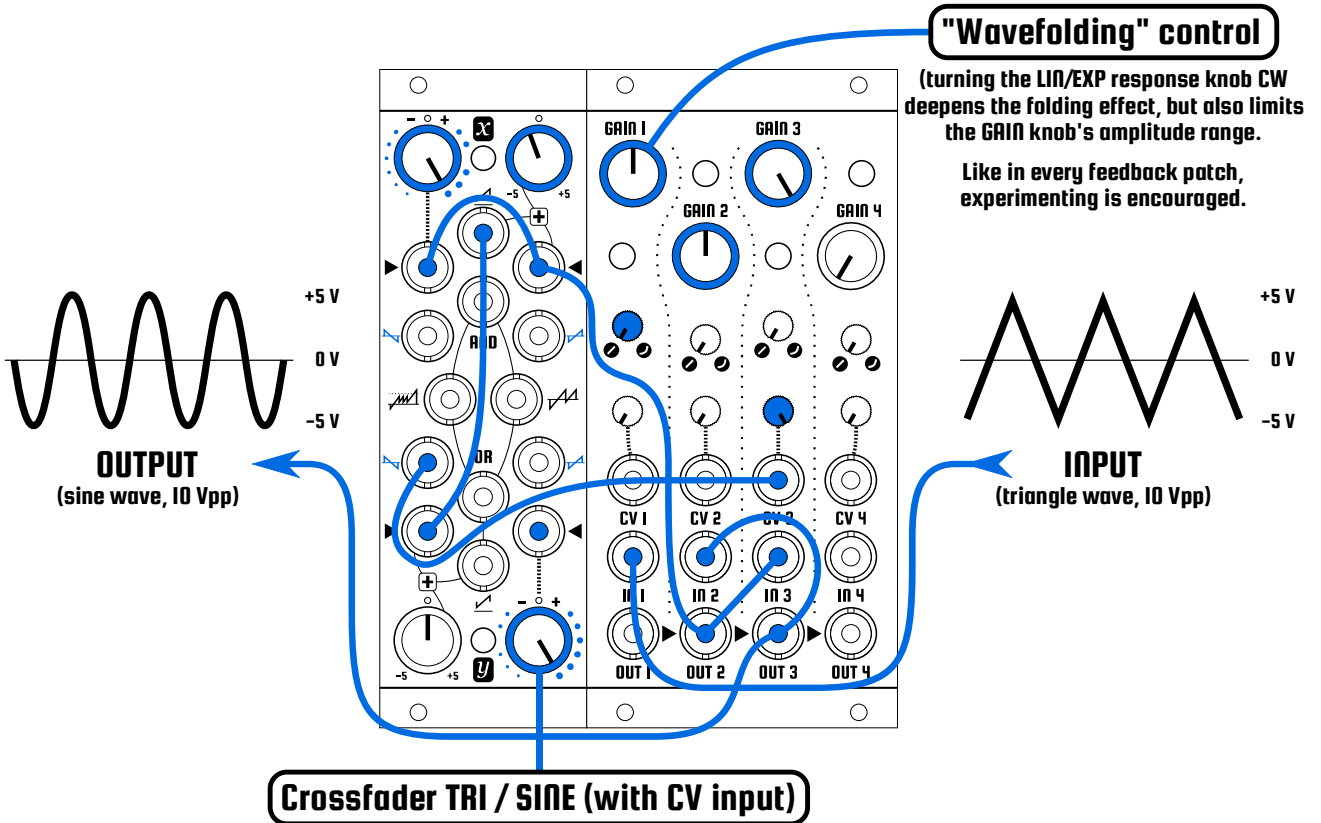 "Wavefolding" control
(turning the LIN/EXP response knob CW
deepens the folding effect, but also limits
the GAIN knob's amplitude range.
Like in every feedback patch,
experimenting is encouraged.
- +
x
-5 +5
+
GAIN 1
GAIN 3
GAIN 2
GAIN 4
AND
OR
+5 V
0 V
-5 V
OUTPUT
(sine wave, 10 Vpp)
+5 V
0 V
-5 V
INPUT
(triangle wave, 10 Vpp)
CV 1
CV 2
CV 3
CV 4
IN 1
IN 2
IN 3
IN 4
OUT 1
OUT 2
OUT 3
OUT 4
+
- +
-5 +5
y
Crossfader TRI / SINE (with CV input)